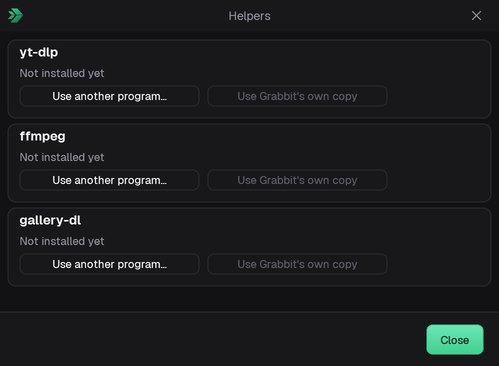 Helpers
yt-dlp
Not installed yet
Use another program... Use Grabbit's own copy
ffmpeg
Not installed yet
Use another program... Use Grabbit's own copy
gallery-dl
Not installed yet
Use another program... Use Grabbit's own copy
Close